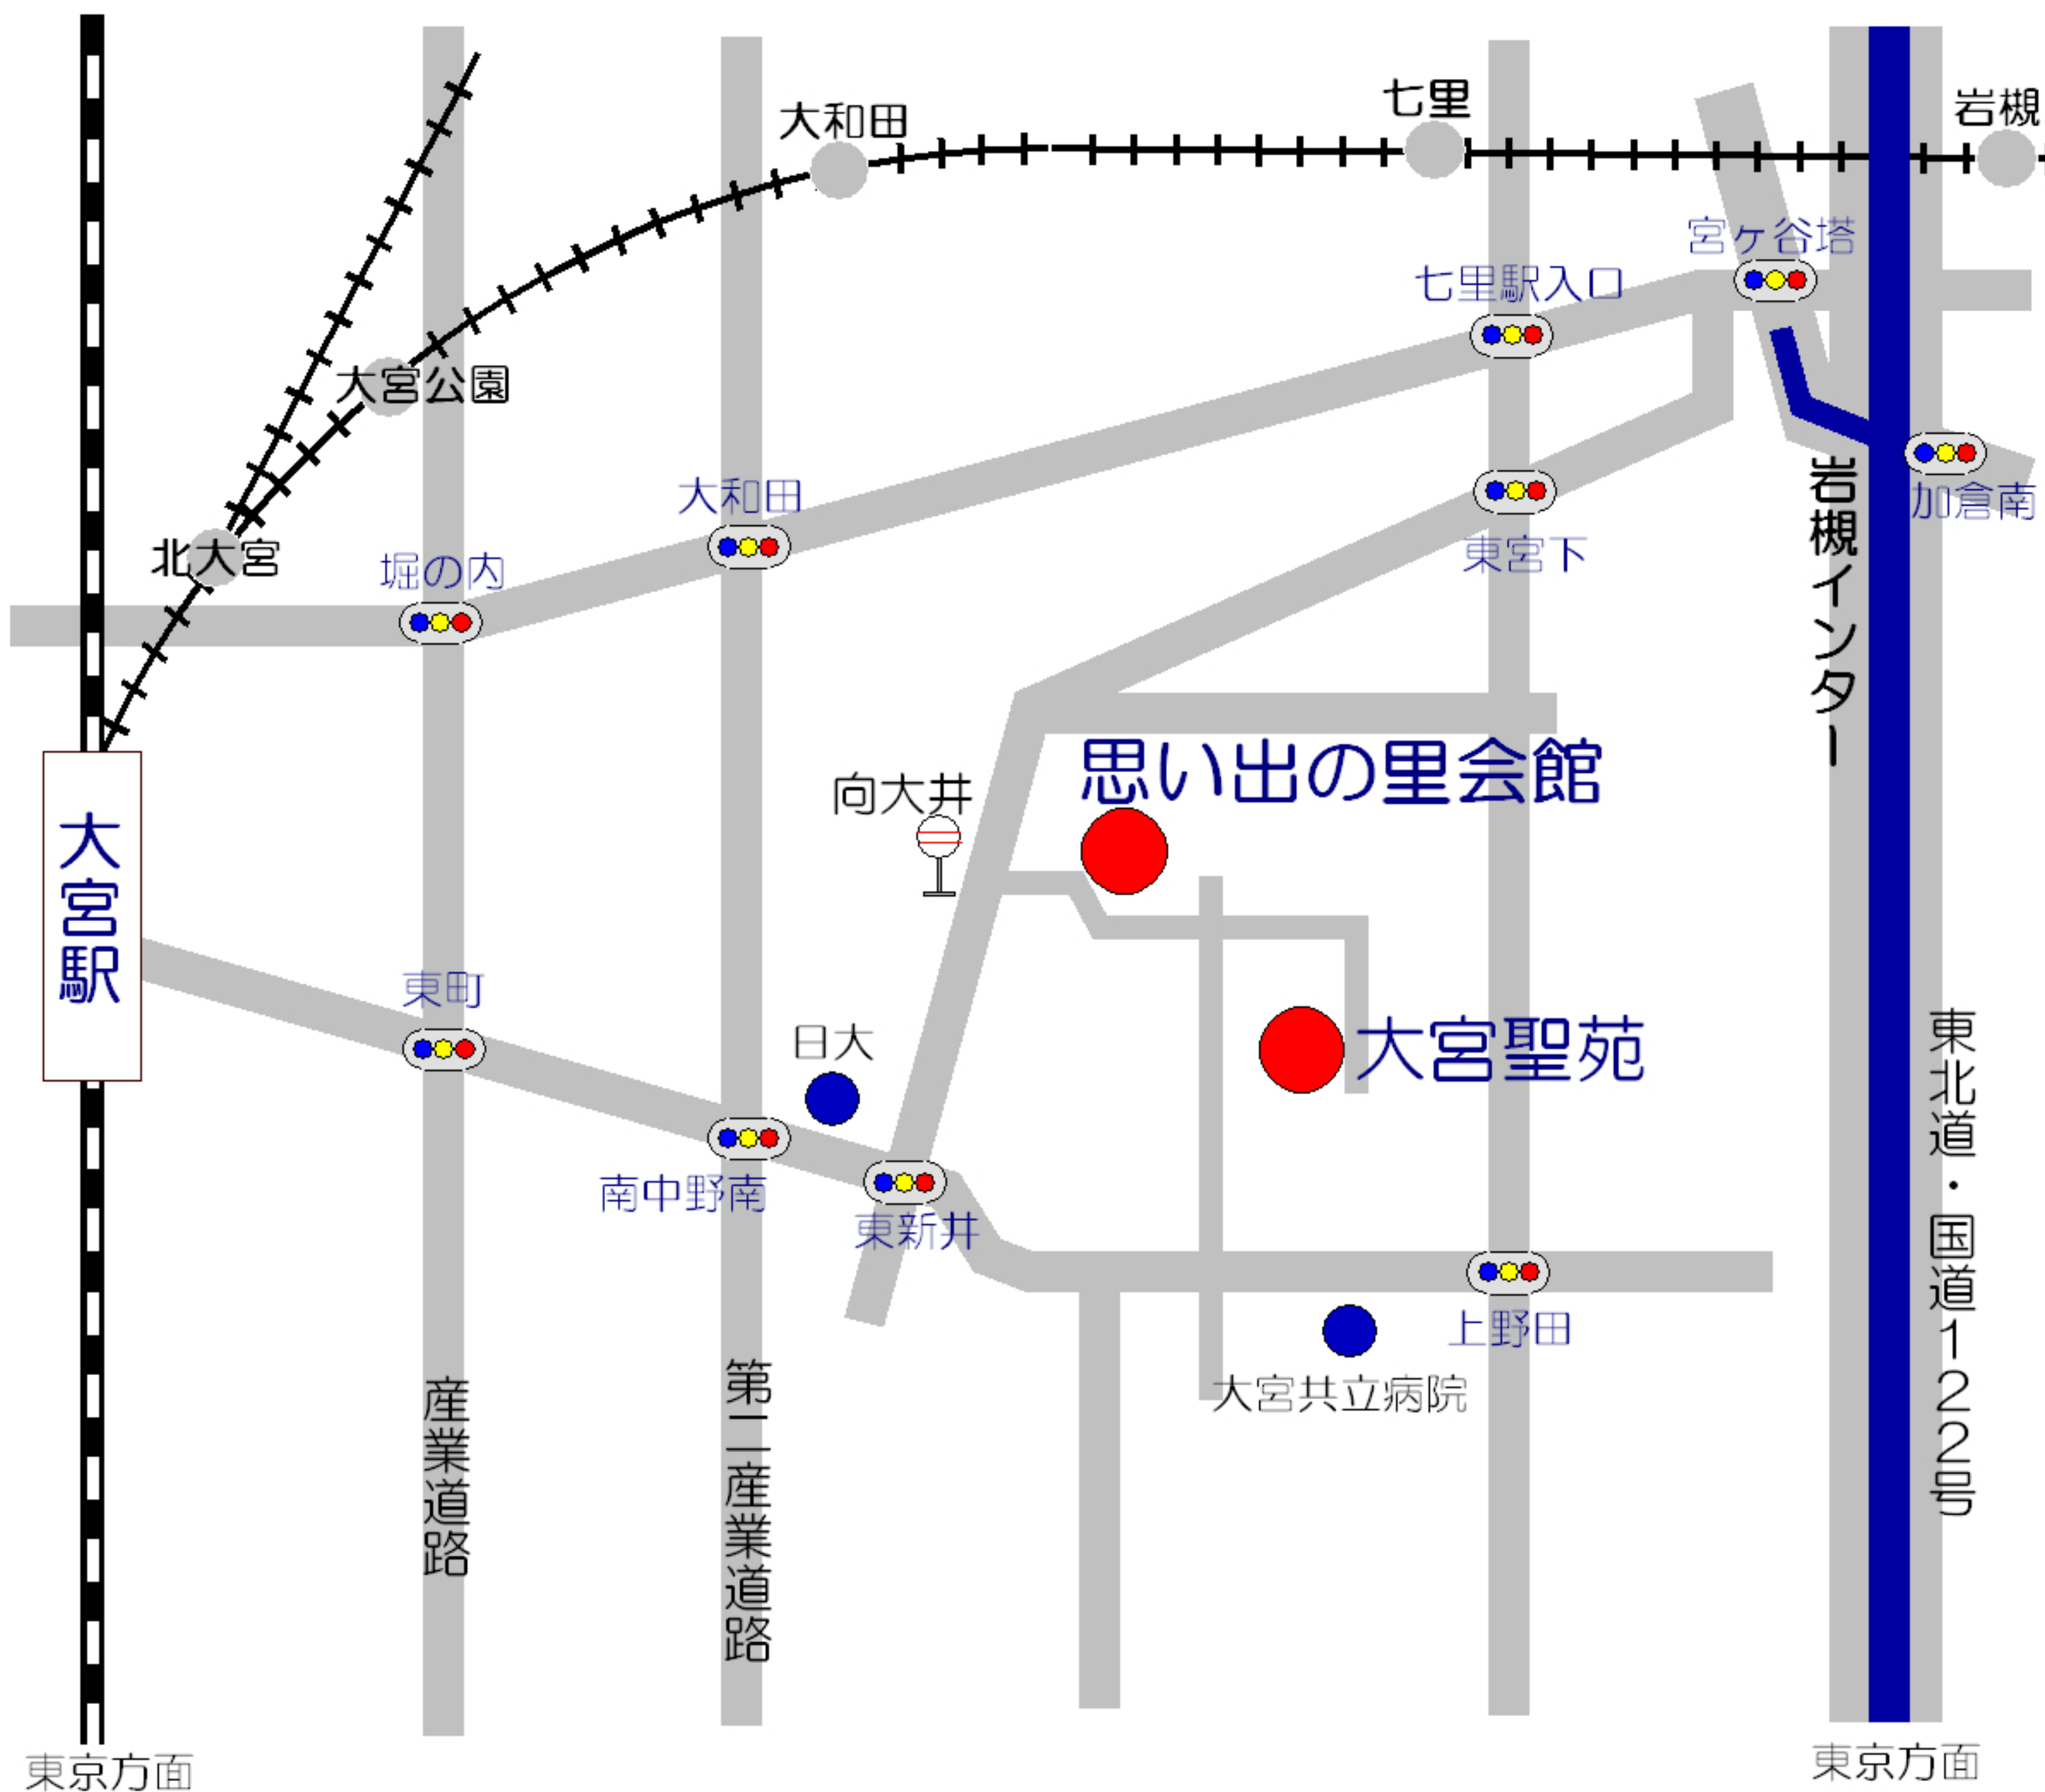 七里
岩槻
大和田
宮ヶ谷塔
七里駅入口
大宮公園
大和田
加倉南
北大宮
堀の内
東宮下
岩槻インター
思い出の里会館
向大井
大宮駅
東町
日大
大宮聖苑
南中野南
東新井
上野田
大宮共立病院
東北道・国道122号
産業道路
第二産業道路
東京方面
東京方面